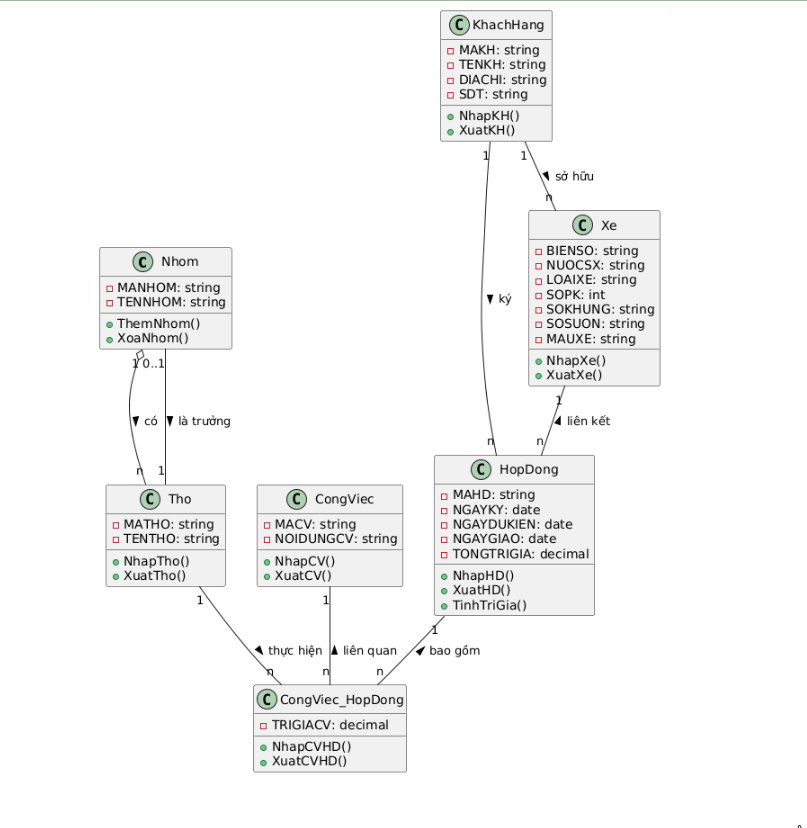 C KhachHang
MAKH: string
TENKH: string
DIACHI: string
SDT: string
NhapKH()
XuatKH()
1
1
sở hữu
n
C Xe
BIENSO: string
NUOCSX: string
LOAIXE: string
SOPK: int
SOKHUNG: string
SOSUON: string
MAUXE: string
NhapXe()
XuatXe()
C Nhom
MANHOM: string
TENNHOM: string
ThemNhom()
XoaNhom()
ký
1
0..1
1
có
là trưởng
liên kết
n
1
n
n
C Tho
MATHO: string
TENTHO: string
NhapTho()
XuatTho()
C CongViec
MACV: string
NOIDUNGCV: string
NhapCV()
XuatCV()
C HopDong
MAHD: string
NGAYKY: date
NGAYDUKIEN: date
NGAYGIAO: date
TONGTRIGIA: decimal
NhapHD()
XuatHD()
TinhTriGia()
1
1
1
thực hiện
liên quan
bao gồm
n
n
n
C CongViec_HopDong
TRIGIACV: decimal
NhapCVHD()
XuatCVHD()